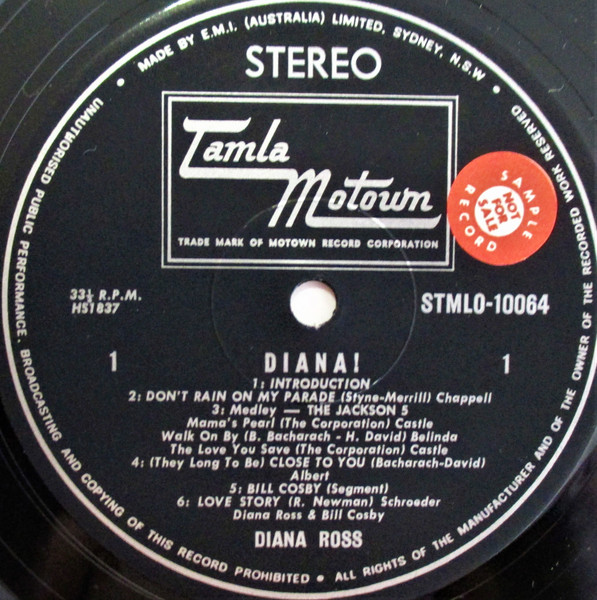 MADE BY E.M.I. (AUSTRALIA) LIMITED, SYDNEY, N.S.W •
STEREO
Tamla
Motown
TRADE MARK OF MOTOWN RECORD CORPORATION
SAMPLE
NOT
FOR
SALE
RECORD
33⅓ R.P.M.
HS1837
STMLO-10064
1
DIANA!
1
1: INTRODUCTION
2: DON'T RAIN ON MY PARADE (Styne-Merrill) Chappell
3: Medley — THE JACKSON 5
Mama's Pearl (The Corporation) Castle
Walk On By (B. Bacharach - H. David) Belinda
The Love You Save (The Corporation) Castle
4: (They Long To Be) CLOSE TO YOU (Bacharach-David)
Albert
5: BILL COSBY (Segment)
6: LOVE STORY (R. Newman) Schroeder
Diana Ross & Bill Cosby
DIANA ROSS
UNAUTHORISED PUBLIC PERFORMANCE, BROADCASTING AND COPYING OF THIS RECORD PROHIBITED • ALL RIGHTS OF THE MANUFACTURER AND OF THE OWNER OF THE RECORDED WORK RESERVED